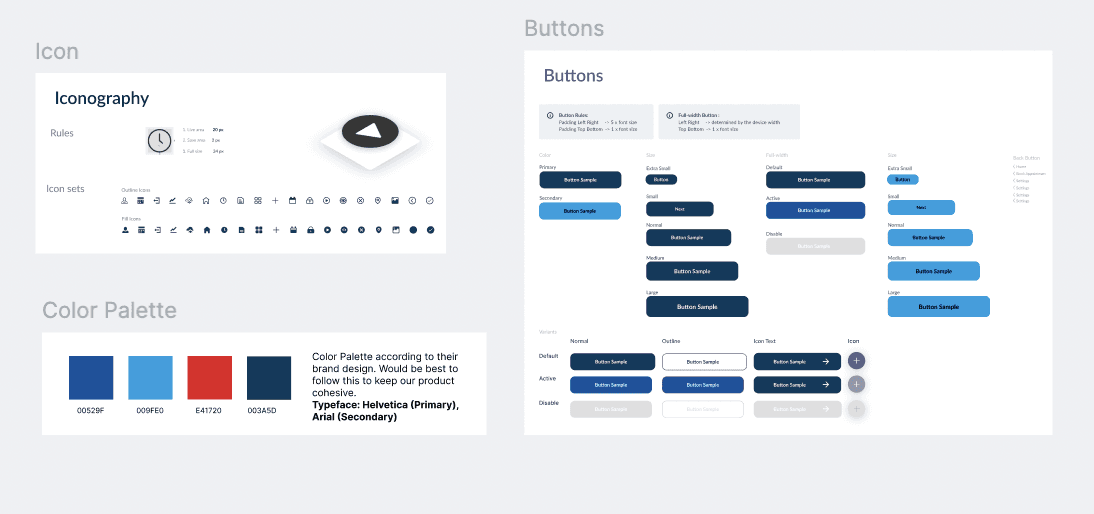 Icon
Iconography
Rules
1. Live area 20 px
2 px
3. Full size 24 px
Icon sets
Outline Icons
Fill Icons
Color Palette
00529F
009FE0
E41720
003A5D
Color Palette according to their
brand design. Would be best to
follow this to keep our product
cohesive.
Typeface: Helvetica (Primary),
Arial (Secondary)
Buttons
Buttons
Button Rules:
Padding Left Right -> 5 x font size
Padding Top Bottom -> 1 x font size
Full-width Button :
Left Right -> determined by the device width
Top Bottom -> 1 x font size
Color
Primary
Button Sample
Secondary
Button Sample
Size
Extra Small
Button
Small
Next
Normal
Button Sample
Medium
Button Sample
Large
Button Sample
Full-width
Default
Button Sample
Active
Button Sample
Disable
Button Sample
Size
Extra Small
Button
Small
Next
Normal
Button Sample
Medium
Button Sample
Large
Button Sample
Variants
Normal
Outline
Icon Text
Icon
Default
Button Sample
Button Sample
Button Sample
Active
Button Sample
Button Sample
Button Sample
Disable
Button Sample
Button Sample
Button Sample